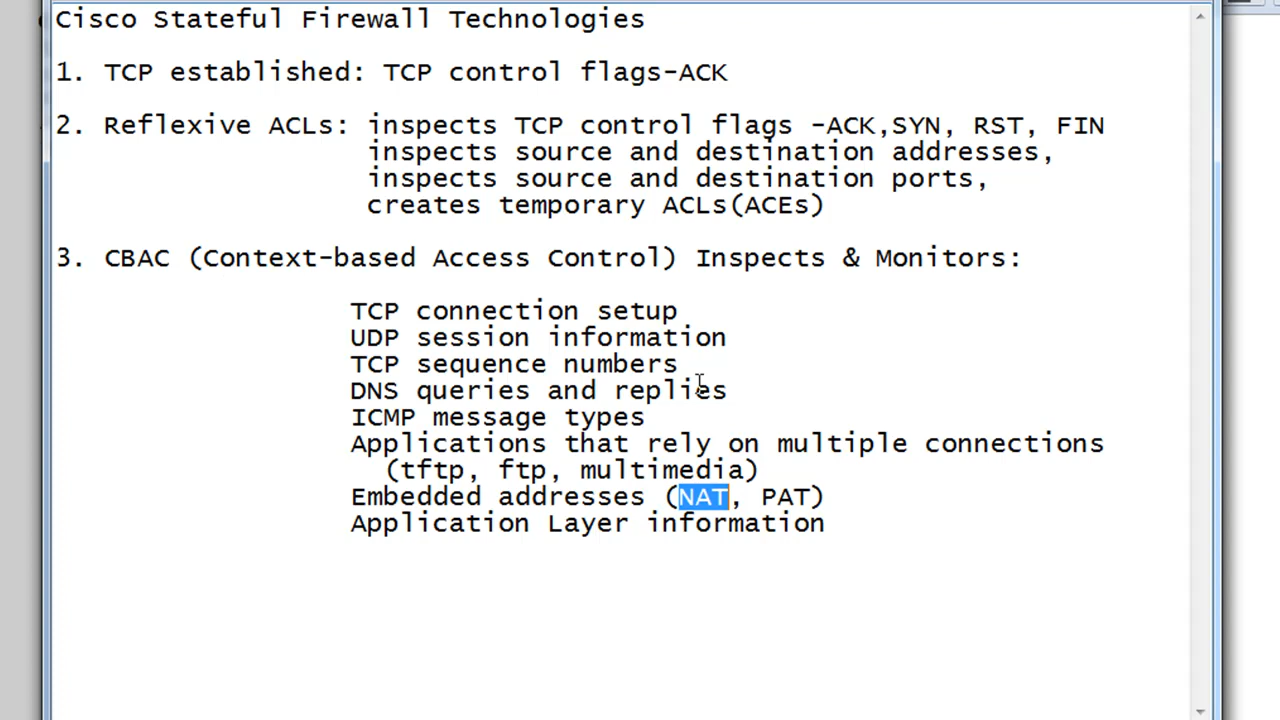 Cisco Stateful Firewall Technologies
1. TCP established: TCP control flags-ACK
2. Reflexive ACLs: inspects TCP control flags -ACK,SYN, RST, FIN
inspects source and destination addresses,
inspects source and destination ports,
creates temporary ACLs(ACEs)
3. CBAC (Context-based Access Control) Inspects & Monitors:
TCP connection setup
UDP session information
TCP sequence numbers
DNS queries and replies
ICMP message types
Applications that rely on multiple connections
(tftp, ftp, multimedia)
Embedded addresses (NAT, PAT)
Application Layer information